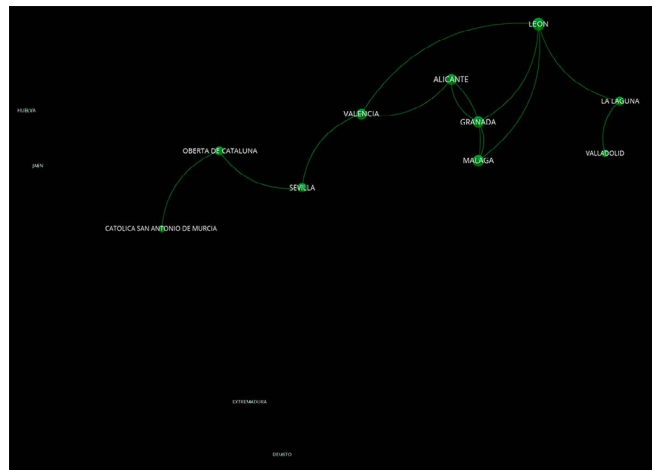 LEON
ALICANTE
LA LAGUNA
HUELVA
VALENCIA
GRANADA
OBERTA DE CATALUNA
VALLADOLID
MALAGA
JAEN
SEVILLA
CATOLICA SAN ANTONIO DE MURCIA
EXTREMADURA
DEUSTO